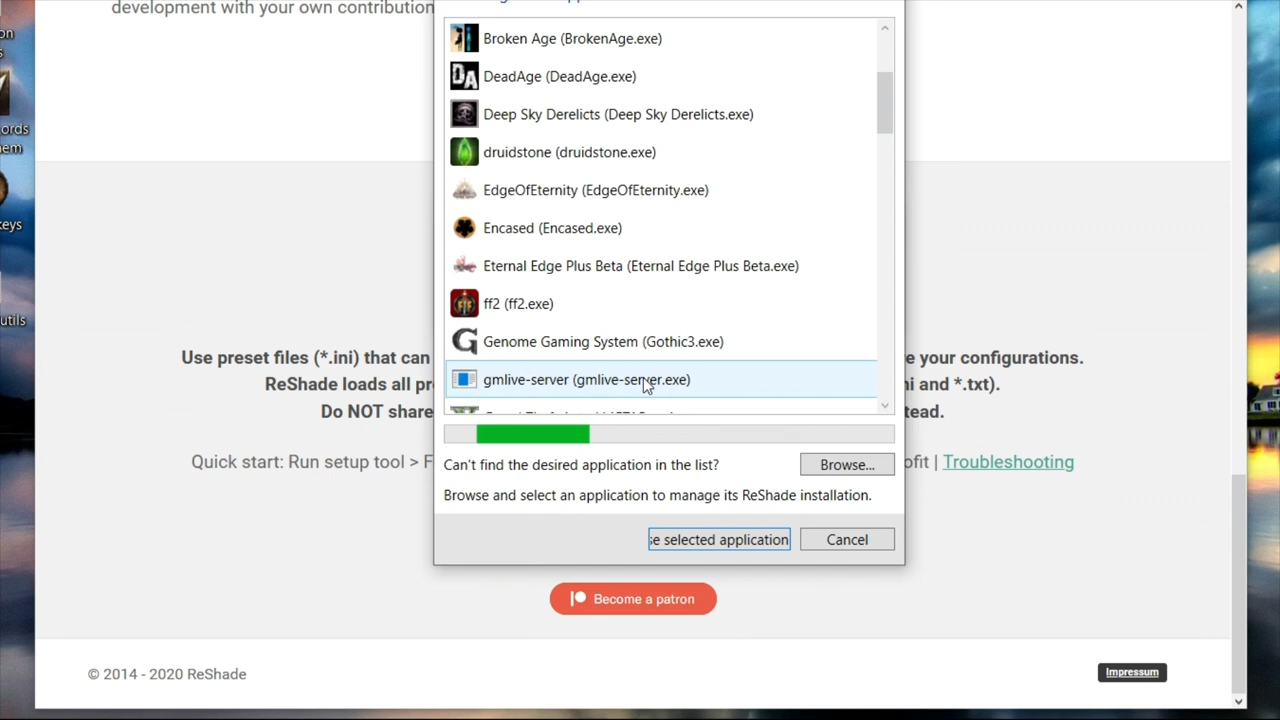 development with your own contribution
Broken Age (BrokenAge.exe)
DeadAge (DeadAge.exe)
Deep Sky Derelicts (Deep Sky Derelicts.exe)
druidstone (druidstone.exe)
EdgeOfEternity (EdgeOfEternity.exe)
Encased (Encased.exe)
Eternal Edge Plus Beta (Eternal Edge Plus Beta.exe)
ff2 (ff2.exe)
Genome Gaming System (Gothic3.exe)
gmlive-server (gmlive-server.exe)
ords
em
keys
utils
Use preset files (*.ini) that can
e your configurations.
ReShade loads all pr
ni and *.txt).
Do NOT share
tead.
Quick start: Run setup tool > F
ofit | Troubleshooting
Can't find the desired application in the list?
Browse...
Browse and select an application to manage its ReShade installation.
e selected application
Cancel
Become a patron
© 2014 - 2020 ReShade
Impressum